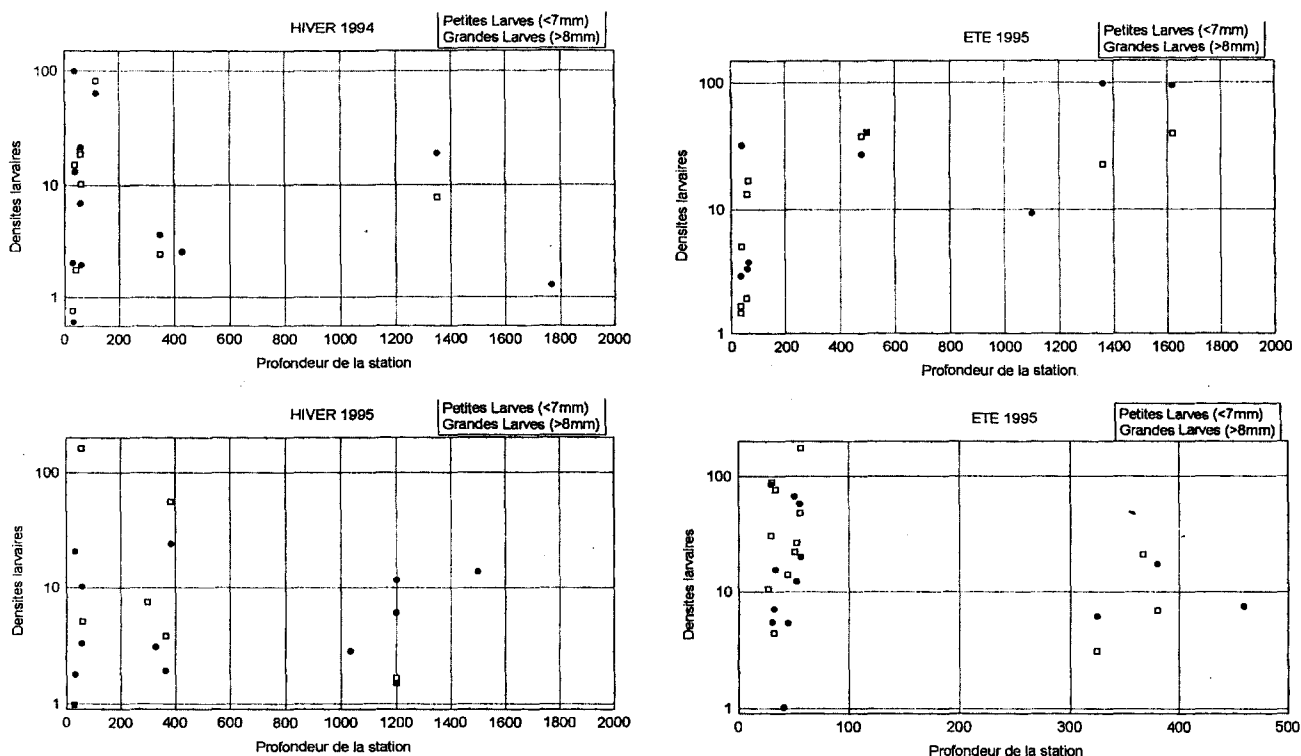 HIVER 1994
Petites Larves (<7mm)
Grandes Larves (>8mm)
Densites larvaires
100
10
1
0 200 400 600 800 1000 1200 1400 1600 1800 2000
Profondeur de la station
ETE 1995
Petites Larves (<7mm)
Grandes Larves (>8mm)
Densites larvaires
100
10
1
0 200 400 600 800 1000 1200 1400 1600 1800 2000
Profondeur de la station
HIVER 1995
Petites Larves (<7mm)
Grandes Larves (>8mm)
Densites larvaires
100
10
1
0 200 400 600 800 1000 1200 1400 1600 1800 2000
Profondeur de la station
ETE 1995
Petites Larves (<7mm)
Grandes Larves (>8mm)
Densites larvaires
100
10
1
0 100 200 300 400 500
Profondeur de la station